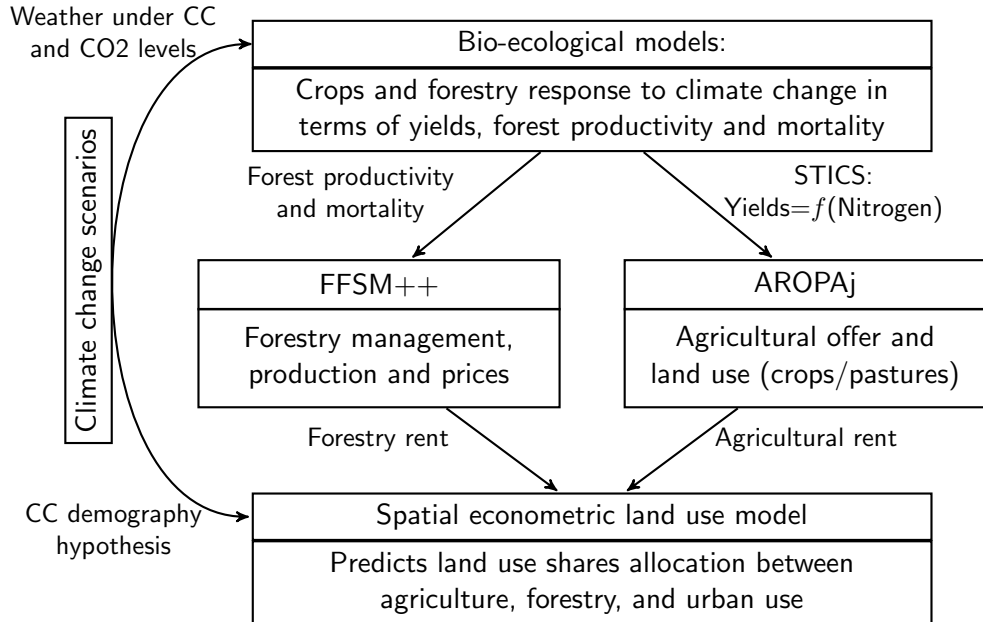 Weather under CC
and CO2 levels
Bio-ecological models:
Crops and forestry response to climate change in
terms of yields, forest productivity and mortality
Climate change scenarios
Forest productivity
and mortality
STICS:
Yields=f(Nitrogen)
FFSM++
Forestry management,
production and prices
AROPAj
Agricultural offer and
land use (crops/pastures)
Forestry rent
Agricultural rent
CC demography
hypothesis
Spatial econometric land use model
Predicts land use shares allocation between
agriculture, forestry, and urban use